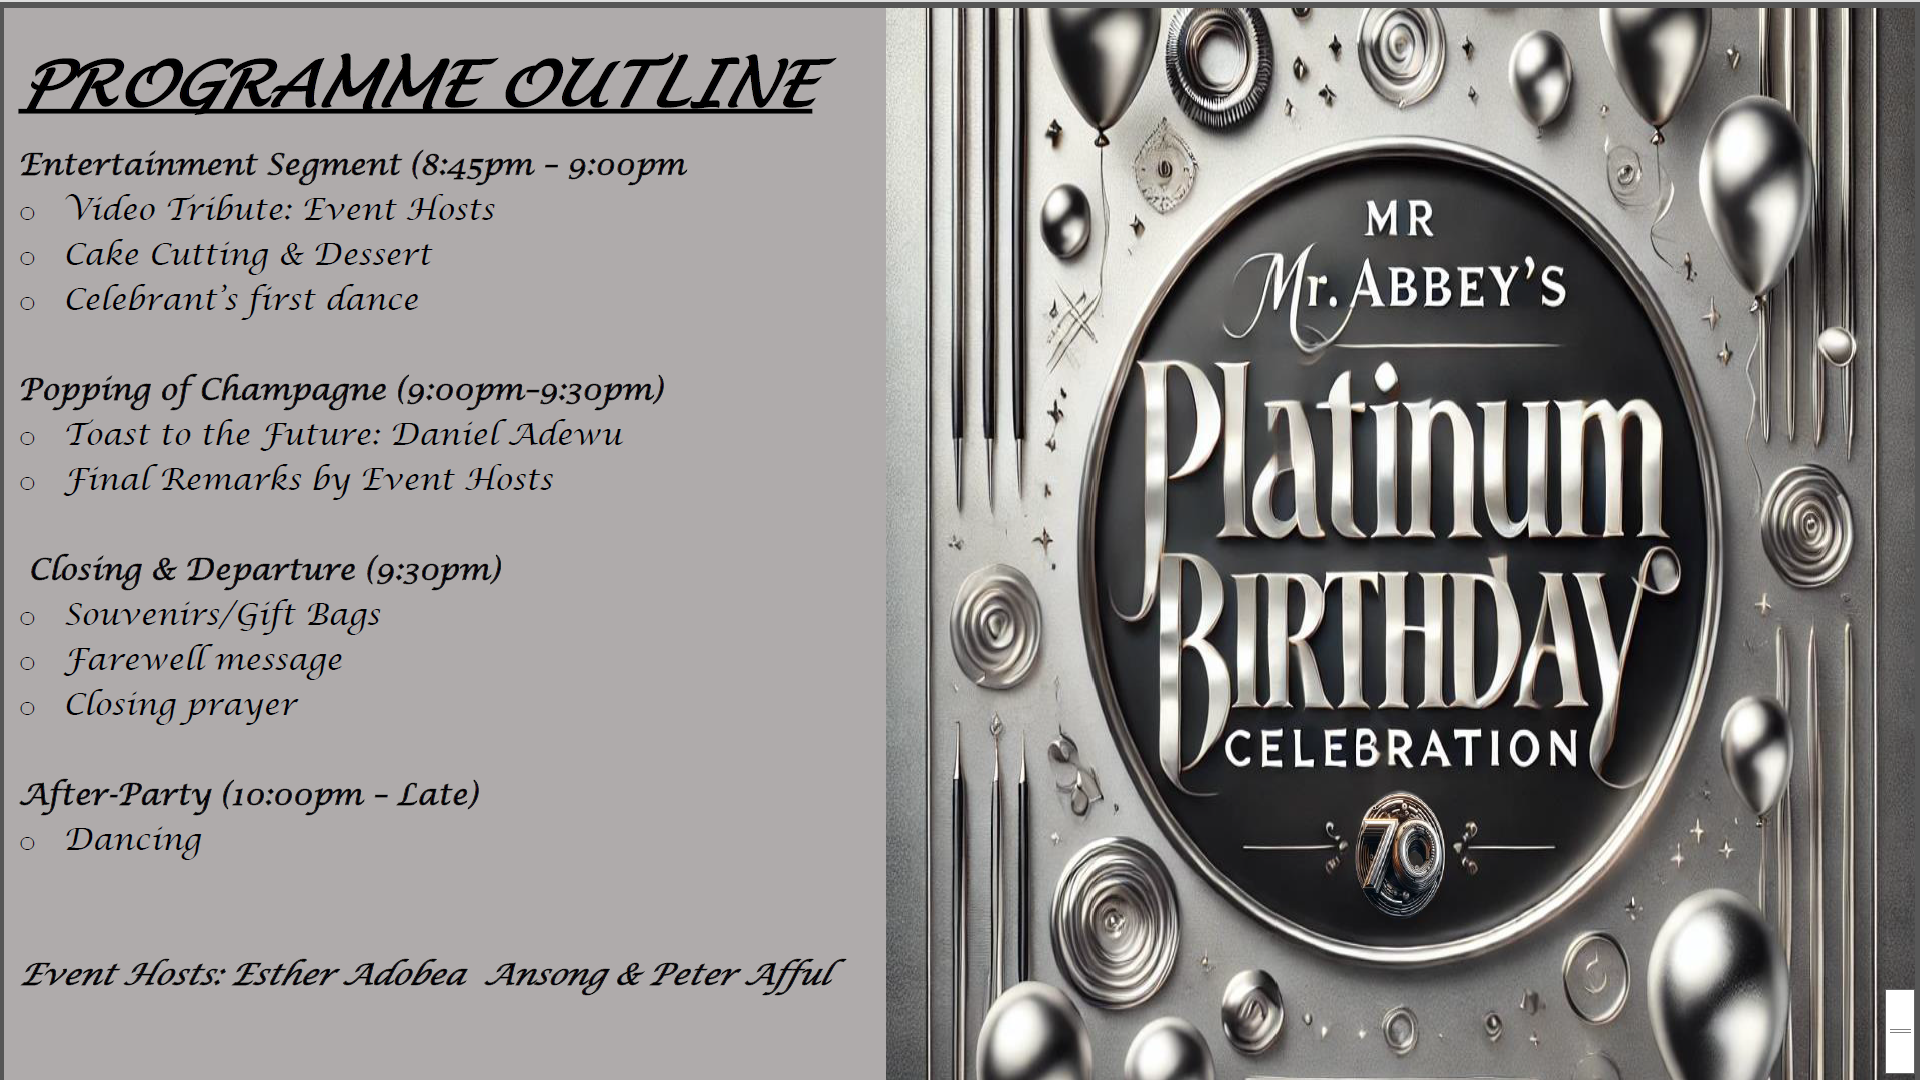 PROGRAMME OUTLINE
Entertainment Segment (8:45pm – 9:00pm
○ Video Tribute: Event Hosts
○ Cake Cutting & Dessert
○ Celebrant's first dance
Popping of Champagne (9:00pm–9:30pm)
○ Toast to the Future: Daniel Adewu
○ Final Remarks by Event Hosts
Closing & Departure (9:30pm)
○ Souvenirs/Gift Bags
○ Farewell message
○ Closing prayer
After-Party (10:00pm – Late)
○ Dancing
Event Hosts: Esther Adobea Ansong & Peter Afful
MR
Mr. ABBEY'S
Platinum
BIRTHDAY
CELEBRATION
70